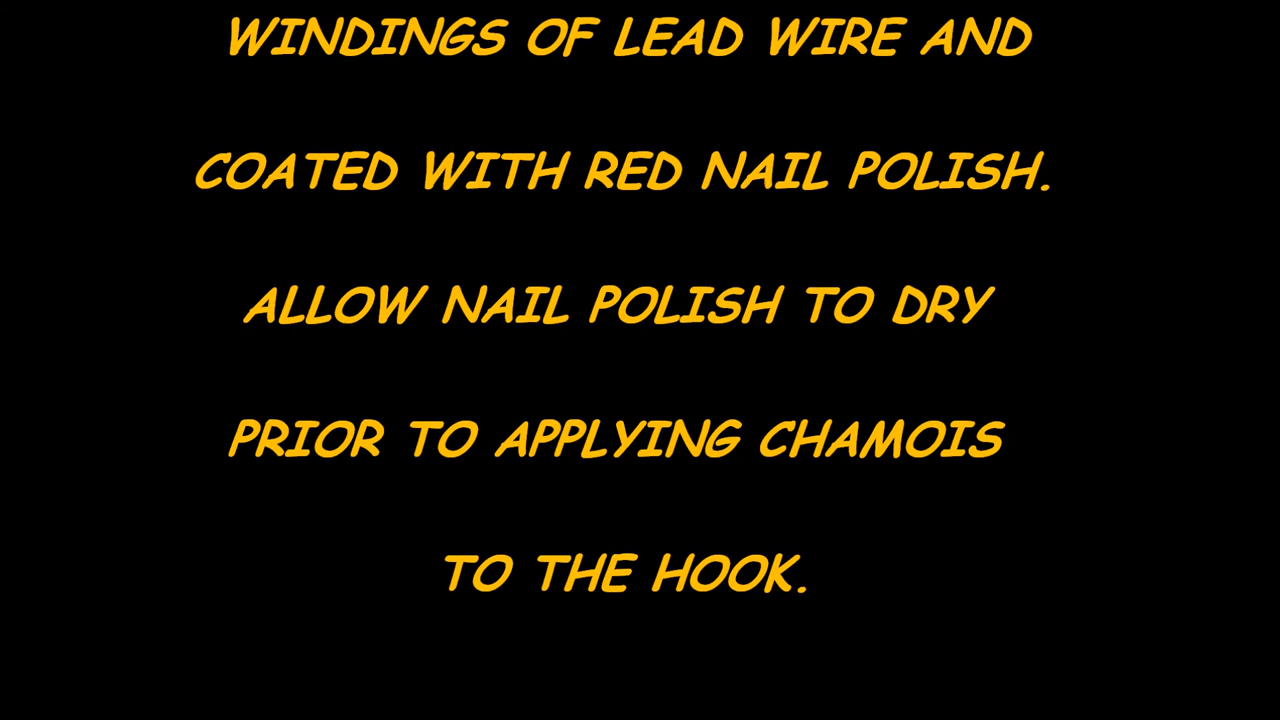 WINDINGS OF LEAD WIRE AND
COATED WITH RED NAIL POLISH.
ALLOW NAIL POLISH TO DRY
PRIOR TO APPLYING CHAMOIS
TO THE HOOK.